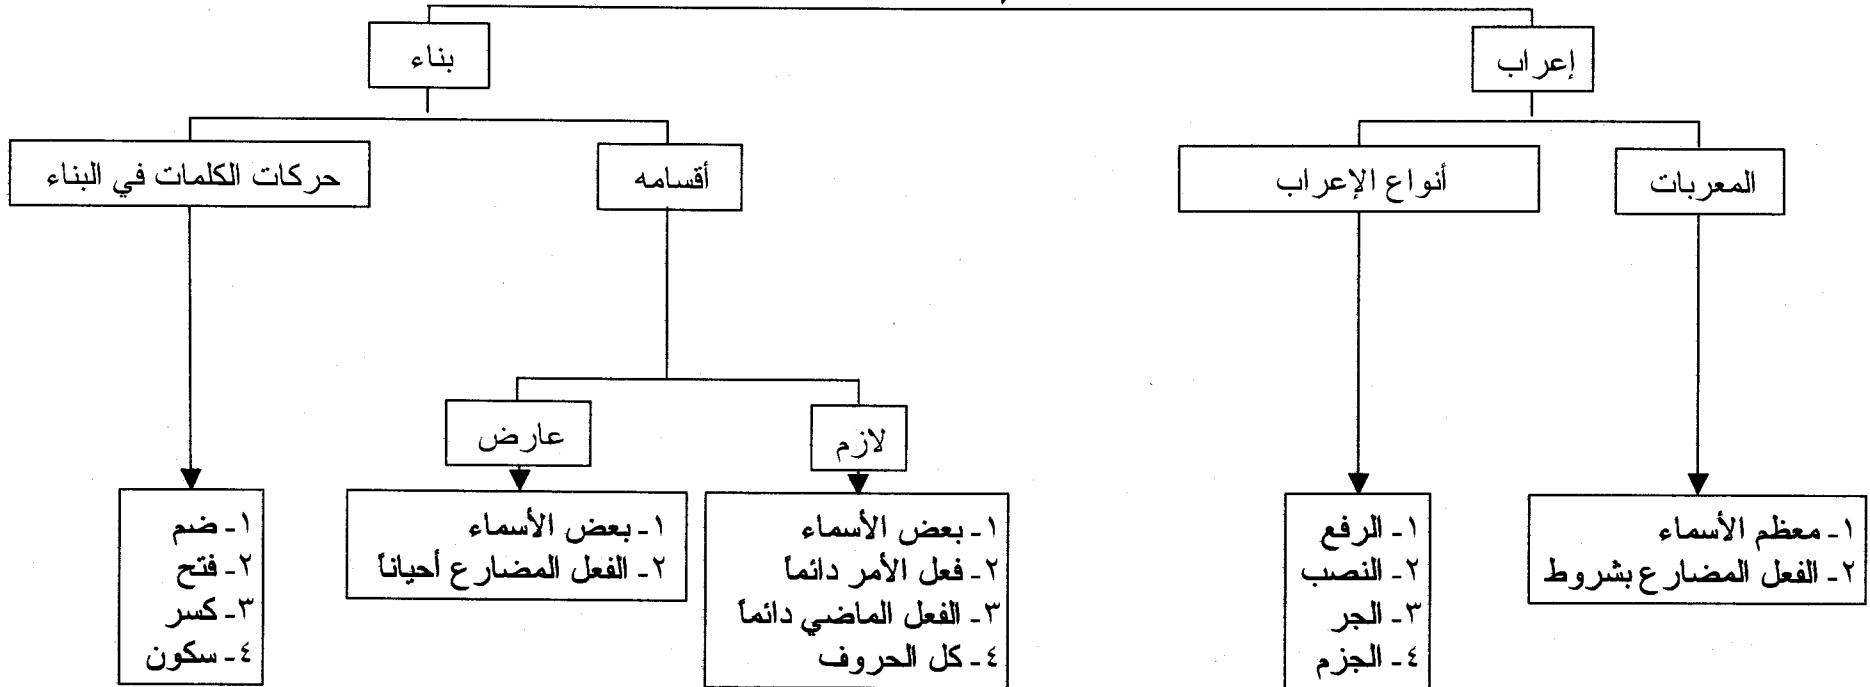 إعراب
بناء
المعربات
أنواع الإعراب
أقسامه
حركات الكلمات في البناء
لازم
عارض
١- معظم الأسماء
٢- الفعل المضارع بشروط
١- الرفع
٢- النصب
٣- الجر
٤- الجزم
١- بعض الأسماء
٢- فعل الأمر دائماً
٣- الفعل الماضي دائماً
٤- كل الحروف
١- بعض الأسماء
٢- الفعل المضارع أحياناً
١- ضم
٢- فتح
٣- كسر
٤- سكون